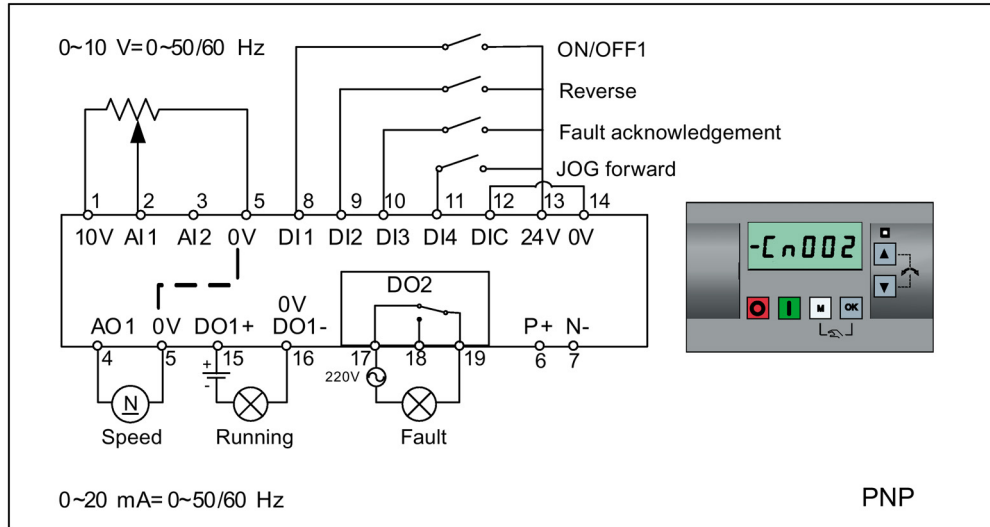 0~10 V=0~50/60 Hz
ON/OFF1
Reverse
Fault acknowledgement
JOG forward
1 2 3 5 8 9 10 11 12 13 14
10V AI1 AI2 0V DI1 DI2 DI3 DI4 DIC 24V 0V
-Cn002
M OK
DO2
0V
AO1 0V DO1+ DO1- P+ N-
4 5 15 16 17 18 19 6 7
+
-
220V
N
Speed Running Fault
0~20 mA=0~50/60 Hz
PNP